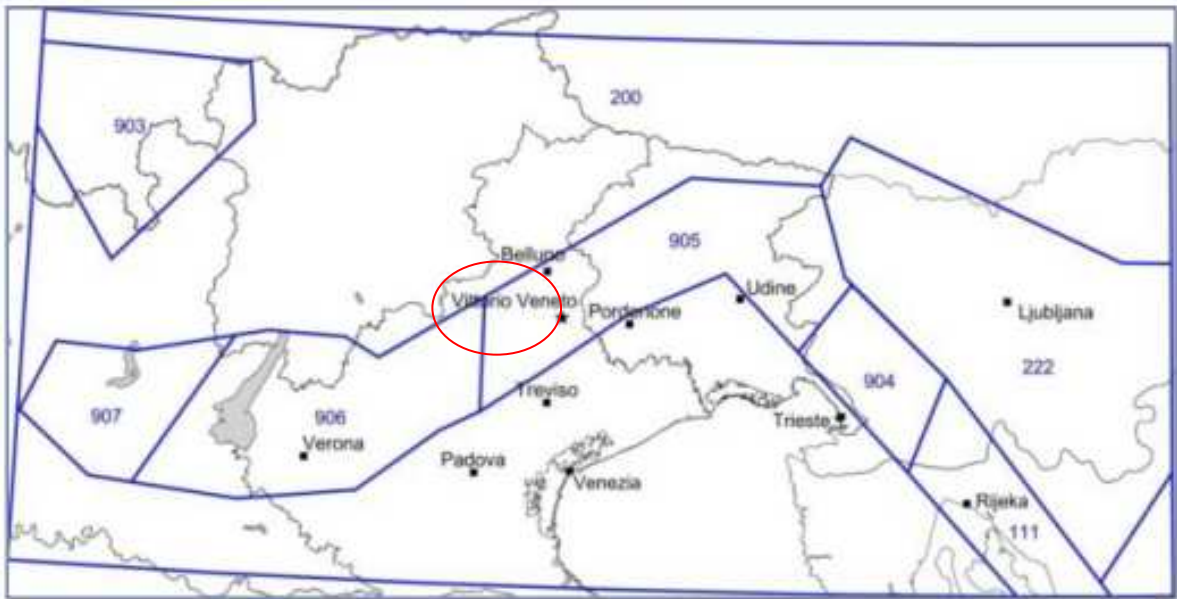 200
903
905
Belluno
Vittorio Veneto
Udine
Pordenone
Ljubljana
222
904
Treviso
907
906
Trieste
Verona
Padova
Venezia
Rijeka
111